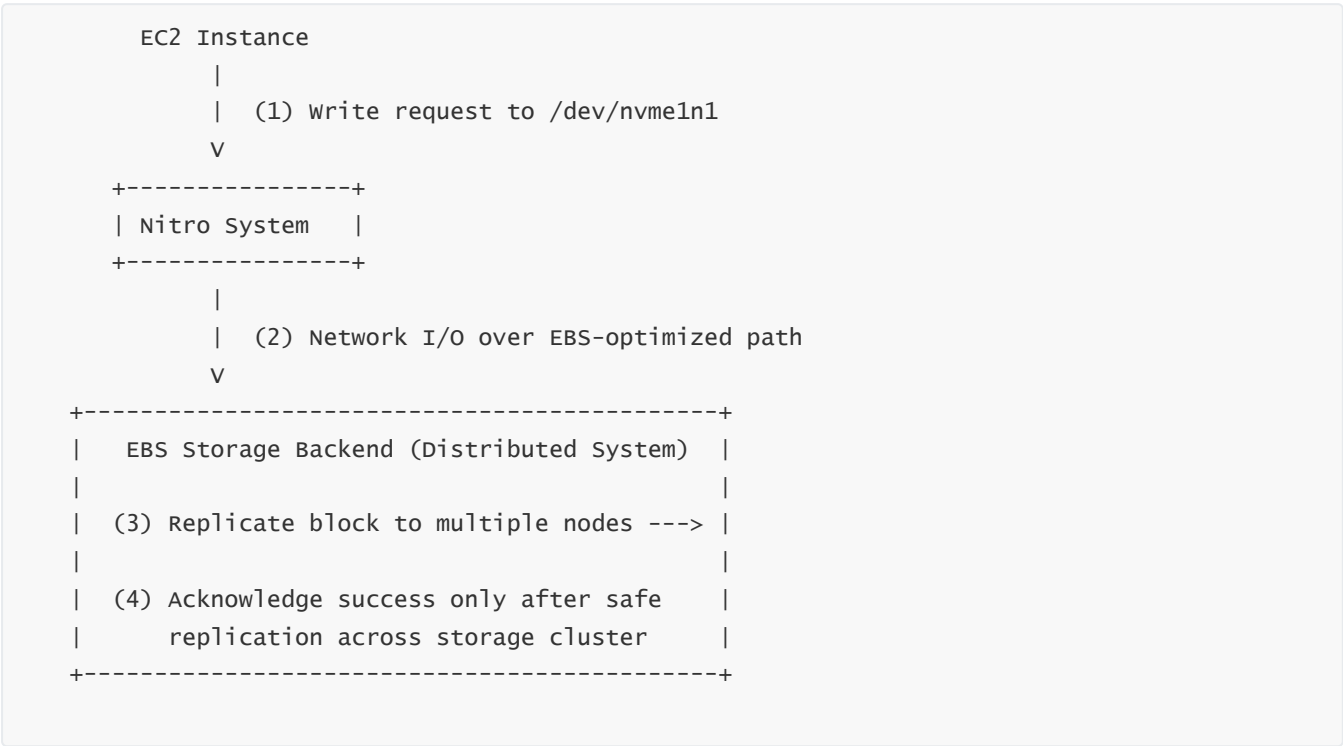 EC2 Instance
|
| (1) Write request to /dev/nvme1n1
V
+----------------+
| Nitro System |
+----------------+
|
| (2) Network I/O over EBS-optimized path
V
+---------------------------------------------+
| EBS Storage Backend (Distributed System) |
| |
| (3) Replicate block to multiple nodes ---> |
| |
| (4) Acknowledge success only after safe |
| replication across storage cluster |
+---------------------------------------------+